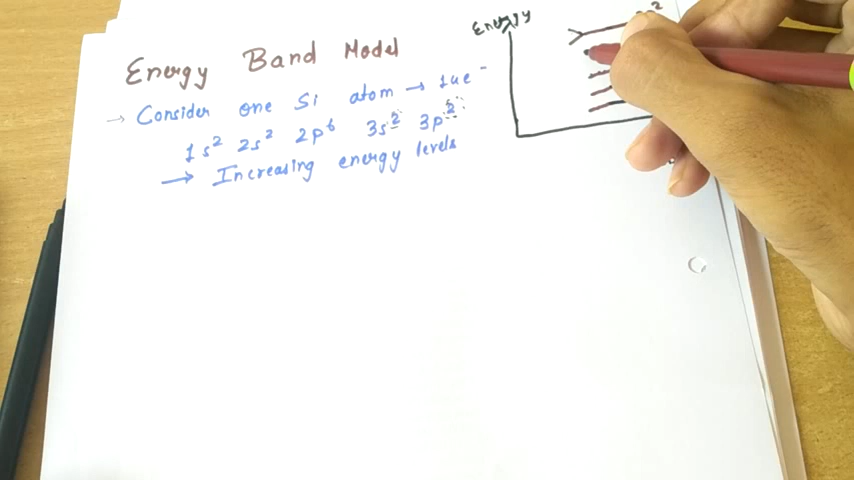 Energy Band Model
→ Consider one Si atom → 14e⁻
1s² 2s² 2p⁶ 3s² 3p²
→ Increasing energy levels
Energy